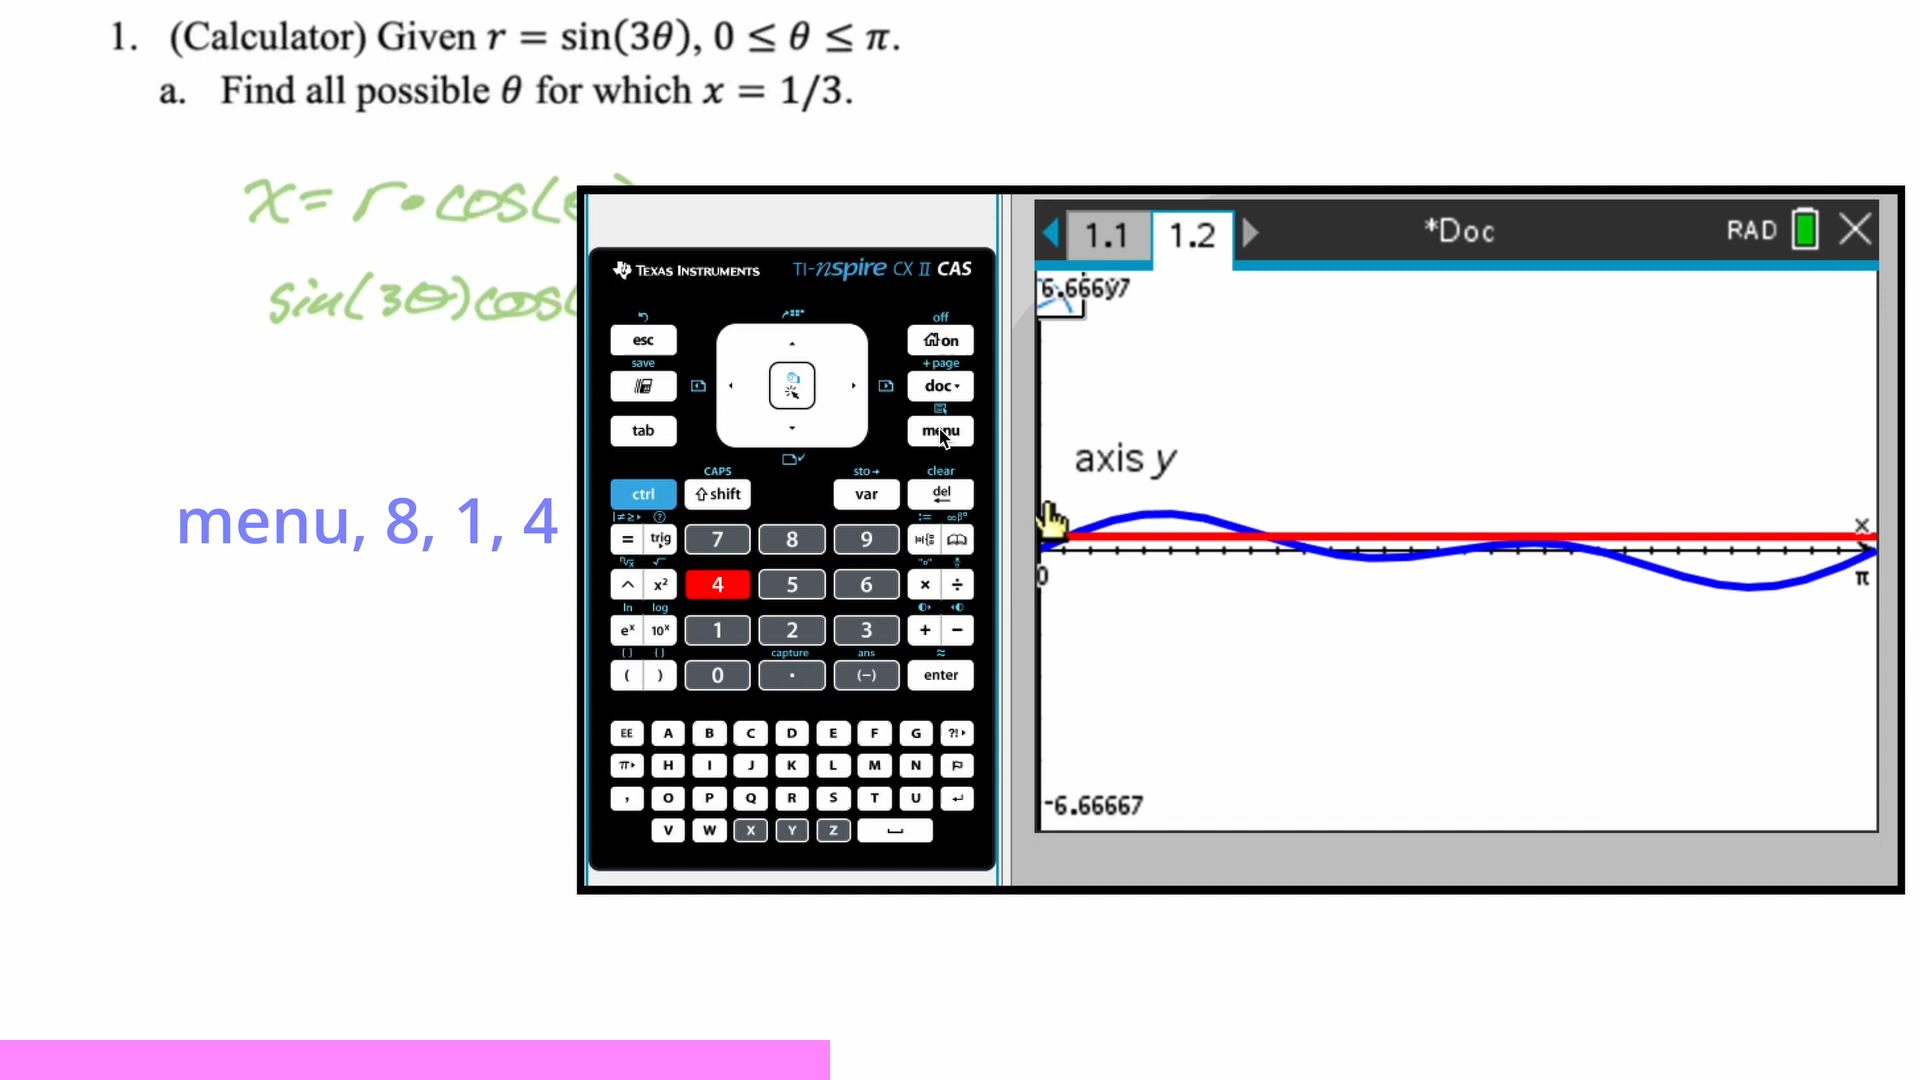 1. (Calculator) Given r = sin(3θ), 0 ≤ θ ≤ π.
a. Find all possible θ for which x = 1/3.
x = r • cos(
sin(3θ)cos(
menu, 8, 1, 4
TEXAS INSTRUMENTS TI-nspire CX II CAS
off
esc on
save + page
doc
tab menu
CAPS sto→ clear
ctrl shift var del
= trig 7 8 9
^ x² 4 5 6 × ÷
ln log
eˣ 10ˣ 1 2 3 + −
[ ] { } capture ans ≈
( ) 0 . (−) enter
EE A B C D E F G ?!
π H I J K L M N
, O P Q R S T U
V W X Y Z
1.1 1.2 *Doc RAD
6.666y7
axis y
x
0 π
-6.66667